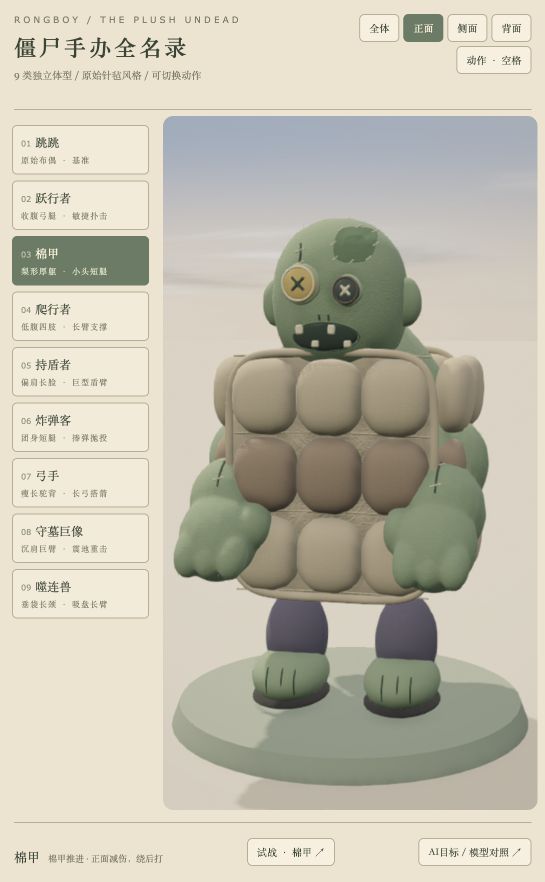 RONGBOY / THE PLUSH UNDEAD
僵尸手办全名录
9 类独立体型 / 原始针毡风格 / 可切换动作
全体
正面
侧面
背面
动作 · 空格
01 跳跳
原始布偶 · 基准
02 跃行者
收腹弓腿 · 敏捷扑击
03 棉甲
梨形厚躯 · 小头短腿
04 爬行者
低腹四肢 · 长臂支撑
05 持盾者
偏肩长脸 · 巨型盾臂
06 炸弹客
团身短腿 · 捧弹抛投
07 弓手
瘦长驼背 · 长弓搭箭
08 守墓巨像
沉肩巨臂 · 震地重击
09 噬连兽
垂袋长颈 · 吸盘长臂
棉甲 棉甲推进 · 正面减伤，绕后打
试战 · 棉甲 ↗
AI目标 / 模型对照 ↗